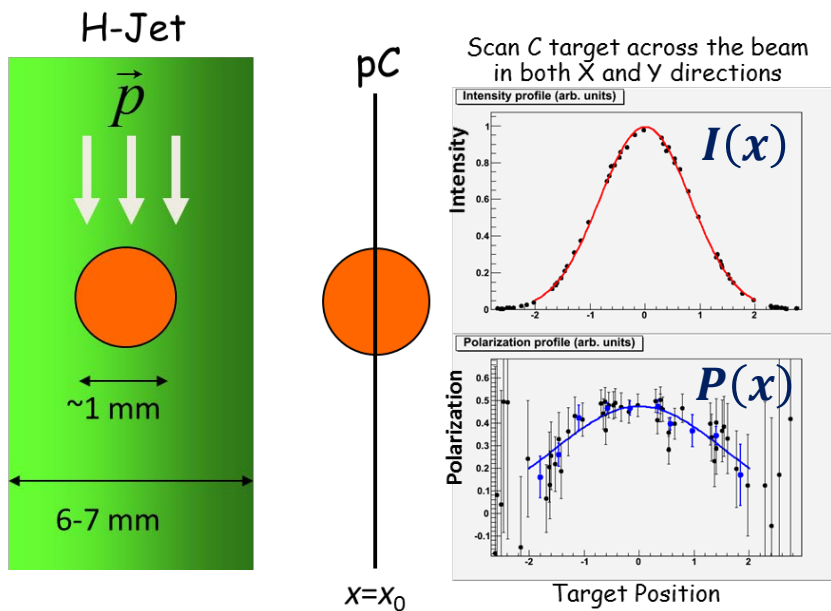 H-Jet
p
~1 mm
6-7 mm
pC
x=x₀
Scan C target across the beam
in both X and Y directions
Intensity profile (arb. units)
I(x)
Intensity
1
0.8
0.6
0.4
0.2
0
-2
-1
0
1
2
Polarization profile (arb. units)
P(x)
Polarization
0.6
0.5
0.4
0.3
0.2
0.1
0
-0.1
-2
-1
0
1
2
Target Position